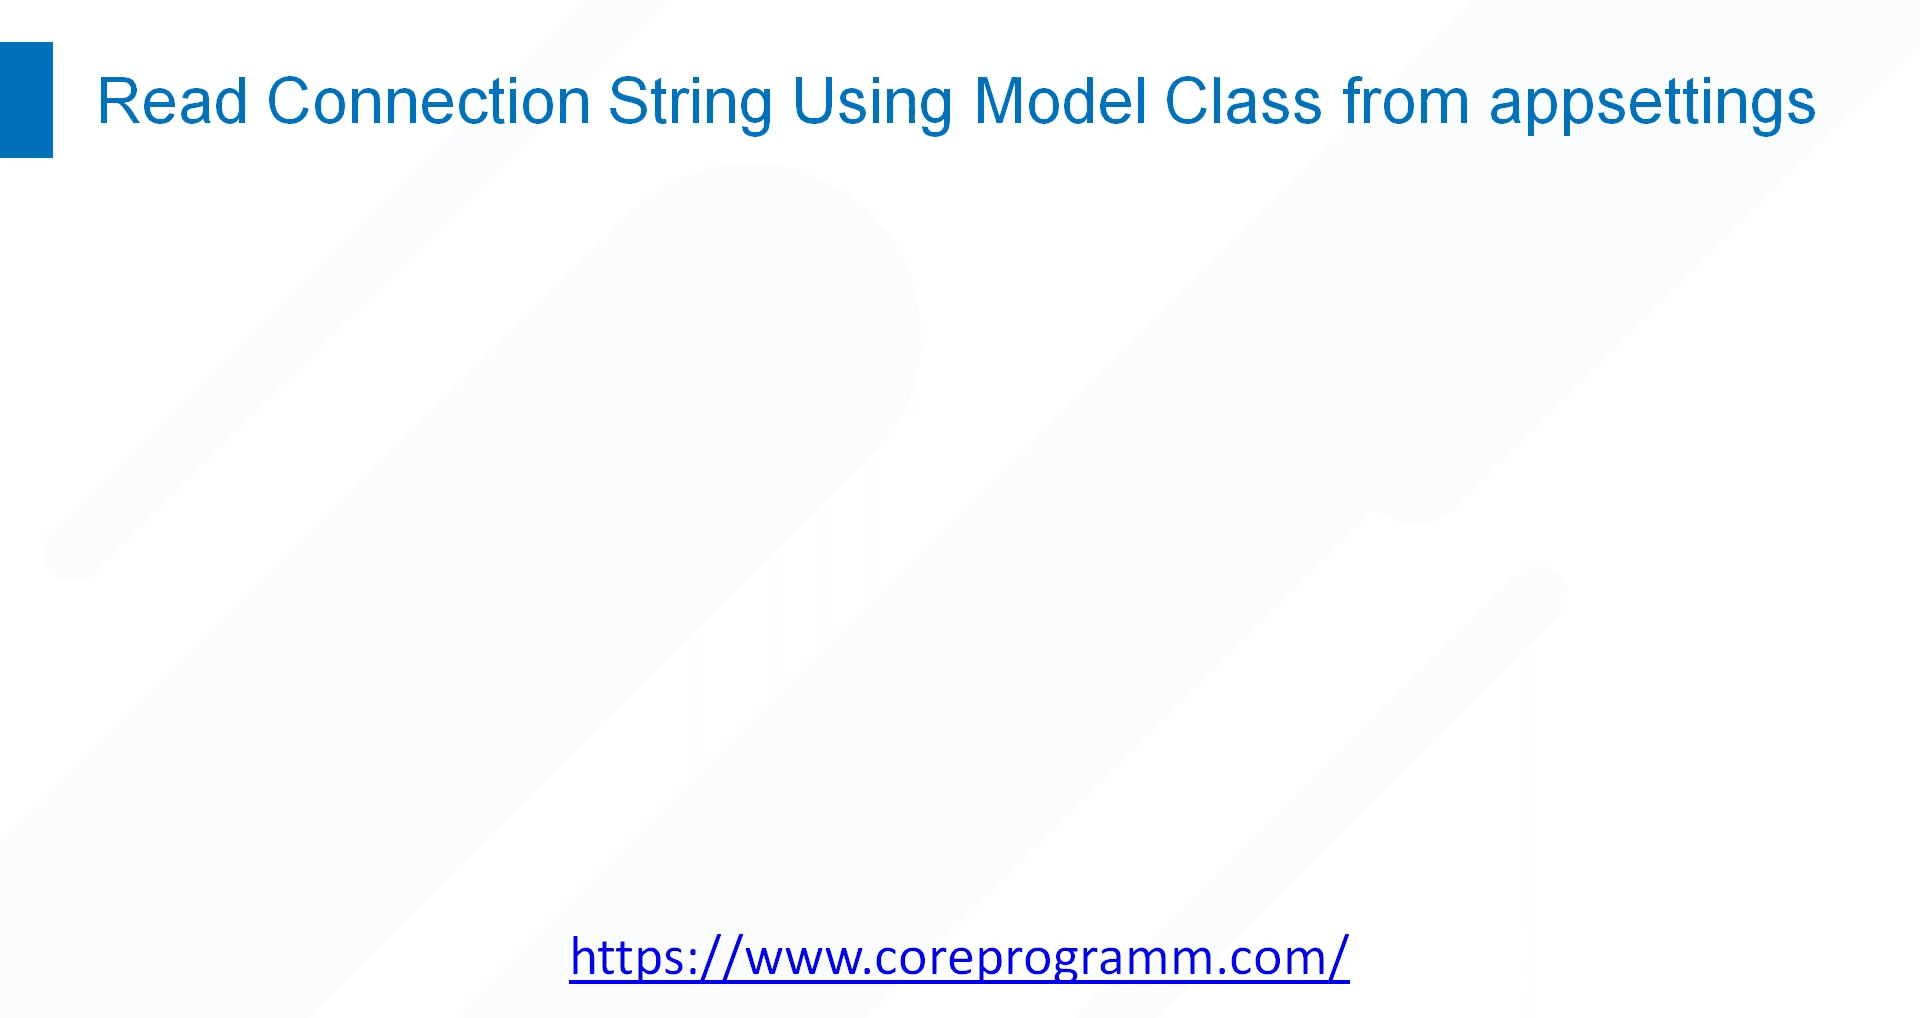 Read Connection String Using Model Class from appsettings
https://www.coreprogramm.com/